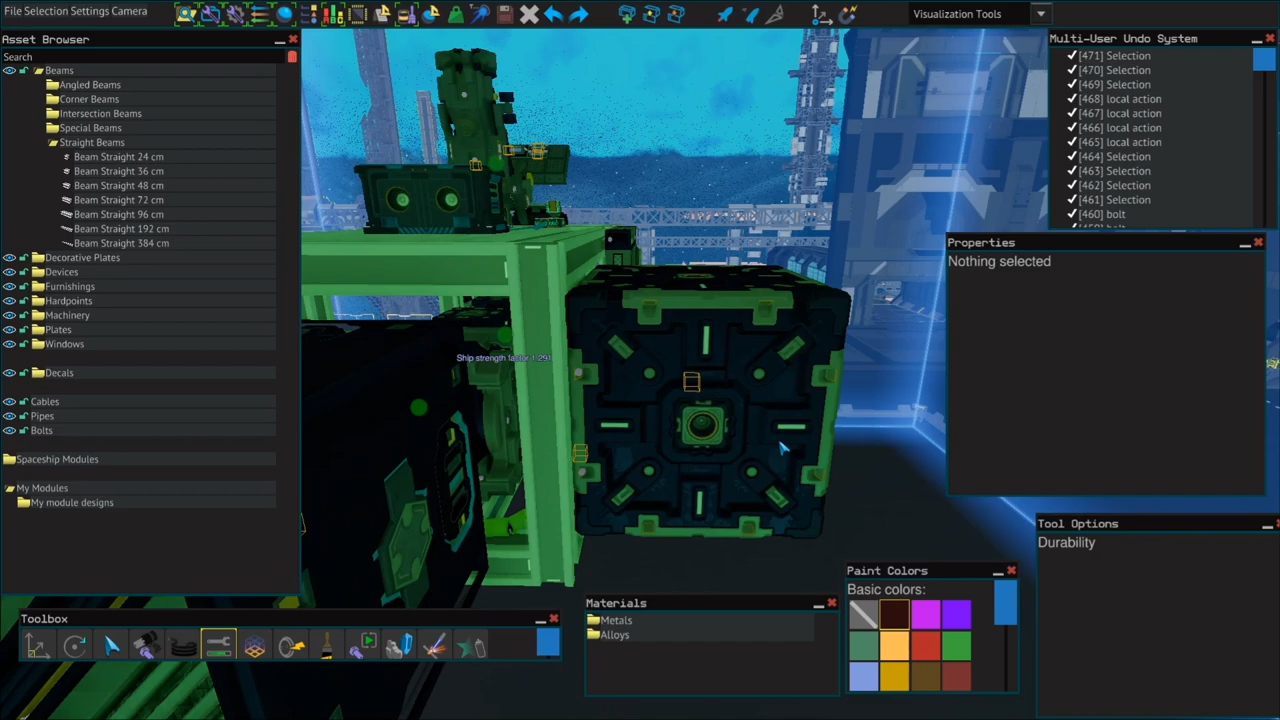 File Selection Settings Camera
Visualization Tools
Asset Browser
Search
Beams
Angled Beams
Corner Beams
Intersection Beams
Special Beams
Straight Beams
Beam Straight 24 cm
Beam Straight 36 cm
Beam Straight 48 cm
Beam Straight 72 cm
Beam Straight 96 cm
Beam Straight 192 cm
Beam Straight 384 cm
Decorative Plates
Devices
Furnishings
Hardpoints
Machinery
Plates
Windows
Decals
Cables
Pipes
Bolts
Spaceship Modules
My Modules
My module designs
Ship strength factor 1.291
Multi-User Undo System
[471] Selection
[470] Selection
[469] Selection
[468] local action
[467] local action
[466] local action
[465] local action
[464] Selection
[463] Selection
[462] Selection
[461] Selection
[460] bolt
Properties
Nothing selected
Tool Options
Durability
Paint Colors
Basic colors:
Materials
Metals
Alloys
Toolbox